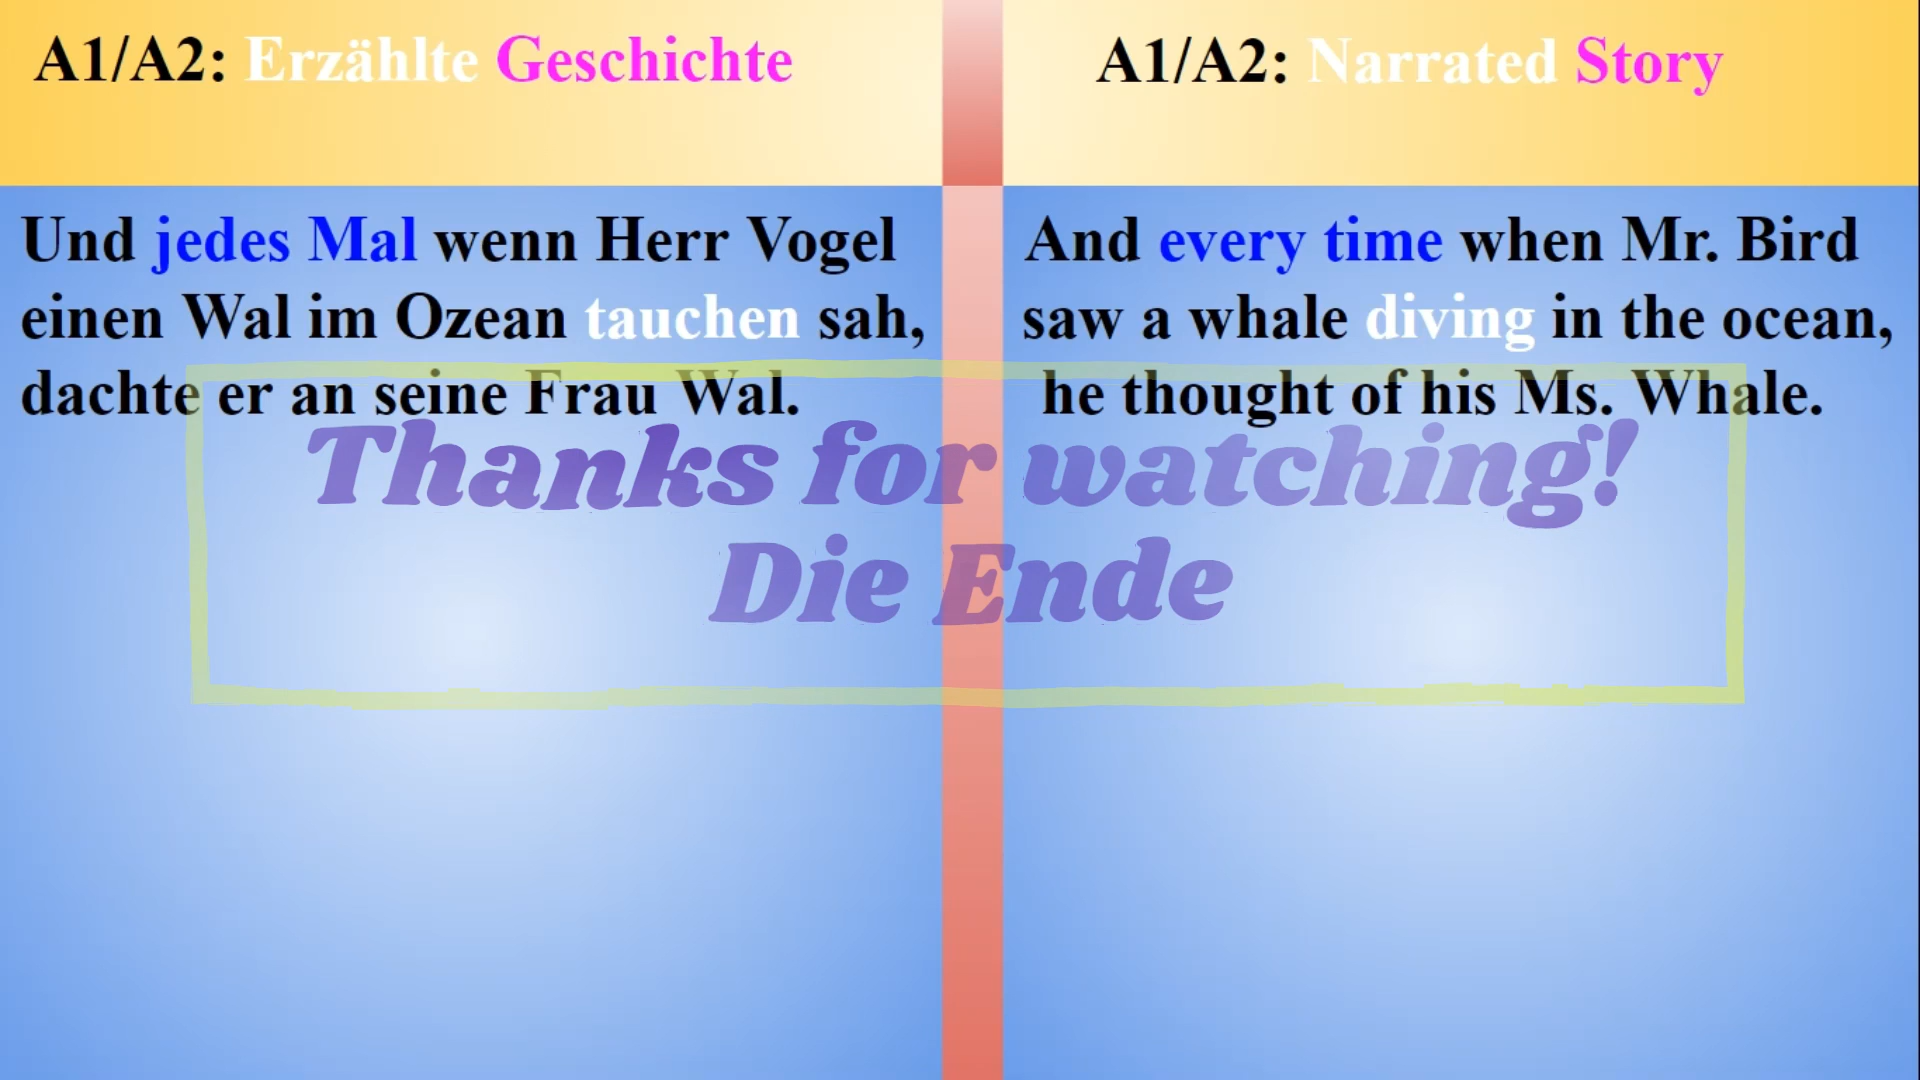 A1/A2: Erzählte Geschichte
Und jedes Mal wenn Herr Vogel
einen Wal im Ozean tauchen sah,
dachte er an seine Frau Wal.
A1/A2: Narrated Story
And every time when Mr. Bird
saw a whale diving in the ocean,
he thought of his Ms. Whale.
Thanks for watching!
Die Ende